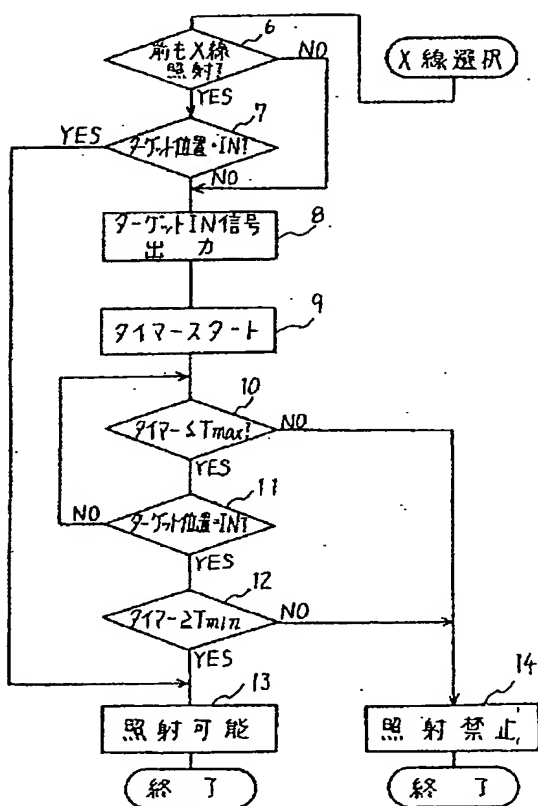 X線選択
6
前もX線
照射?
NO
YES
7
YES
ターゲット位置=IN?
NO
ターゲットIN信号
出力
8
タイマースタート
9
10
タイマー≤Tmax?
NO
YES
11
NO
ターゲット位置=IN?
YES
12
タイマー≥Tmin
NO
YES
13
照射可能
14
照射禁止
終了
終了